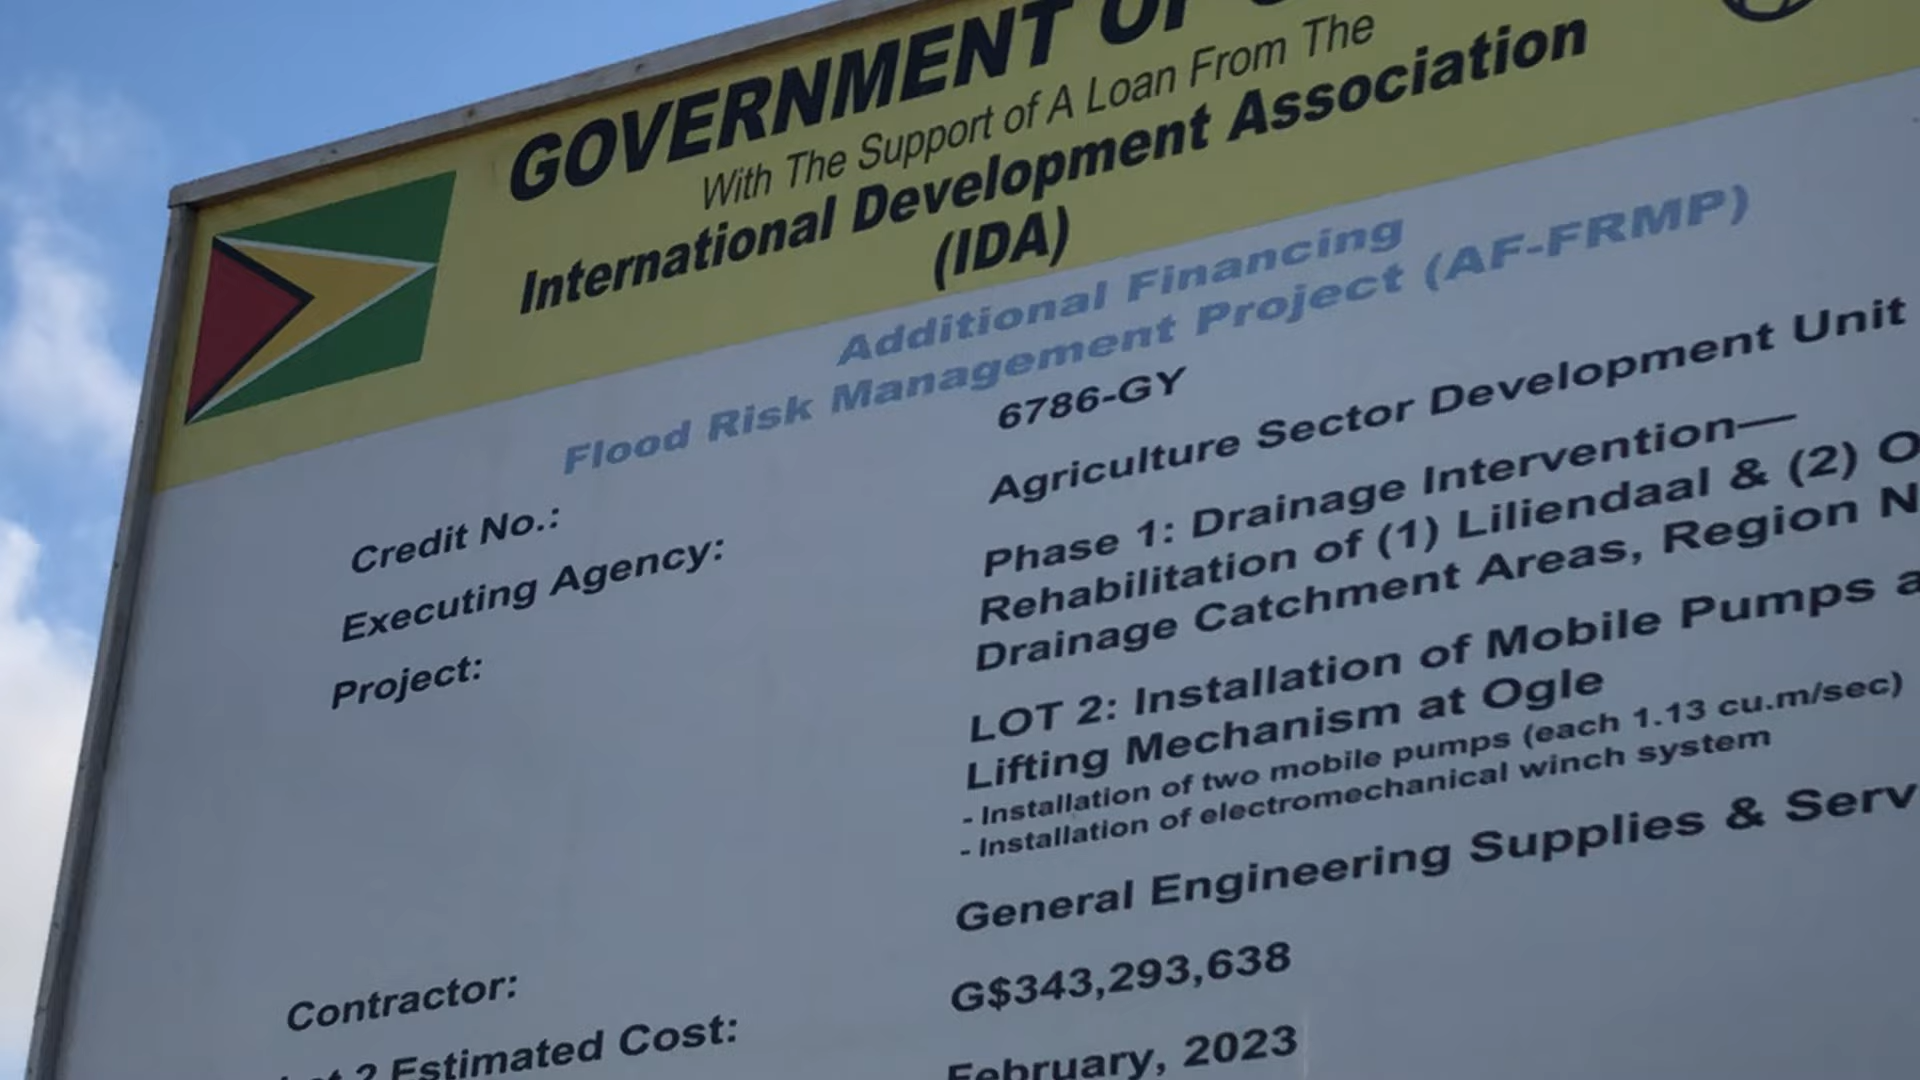 GOVERNMENT OF
With The Support of A Loan From The
International Development Association
(IDA)
Additional Financing
Flood Risk Management Project (AF-FRMP)
Credit No.: 6786-GY
Executing Agency: Agriculture Sector Development Unit
Project: Phase 1: Drainage Intervention—
Rehabilitation of (1) Liliendaal & (2)
Drainage Catchment Areas, Region
LOT 2: Installation of Mobile Pumps
Lifting Mechanism at Ogle
- Installation of two mobile pumps (each 1.13 cu.m/sec)
- Installation of electromechanical winch system
Contractor: General Engineering Supplies &
2 Estimated Cost: G$343,293,638
February, 2023